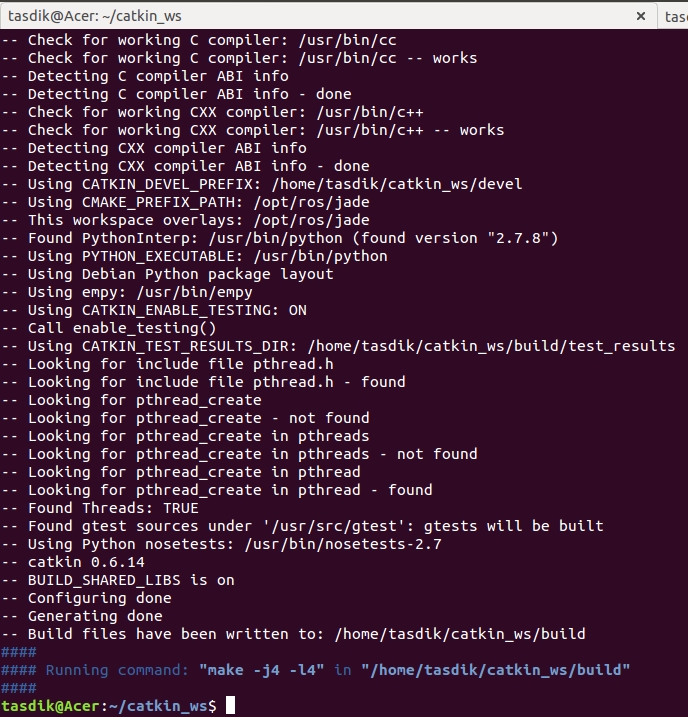 tasdik@Acer: ~/catkin_ws × tasd
-- Check for working C compiler: /usr/bin/cc
-- Check for working C compiler: /usr/bin/cc -- works
-- Detecting C compiler ABI info
-- Detecting C compiler ABI info - done
-- Check for working CXX compiler: /usr/bin/c++
-- Check for working CXX compiler: /usr/bin/c++ -- works
-- Detecting CXX compiler ABI info
-- Detecting CXX compiler ABI info - done
-- Using CATKIN_DEVEL_PREFIX: /home/tasdik/catkin_ws/devel
-- Using CMAKE_PREFIX_PATH: /opt/ros/jade
-- This workspace overlays: /opt/ros/jade
-- Found PythonInterp: /usr/bin/python (found version "2.7.8")
-- Using PYTHON_EXECUTABLE: /usr/bin/python
-- Using Debian Python package layout
-- Using empy: /usr/bin/empy
-- Using CATKIN_ENABLE_TESTING: ON
-- Call enable_testing()
-- Using CATKIN_TEST_RESULTS_DIR: /home/tasdik/catkin_ws/build/test_results
-- Looking for include file pthread.h
-- Looking for include file pthread.h - found
-- Looking for pthread_create
-- Looking for pthread_create - not found
-- Looking for pthread_create in pthreads
-- Looking for pthread_create in pthreads - not found
-- Looking for pthread_create in pthread
-- Looking for pthread_create in pthread - found
-- Found Threads: TRUE
-- Found gtest sources under '/usr/src/gtest': gtests will be built
-- Using Python nosetests: /usr/bin/nosetests-2.7
-- catkin 0.6.14
-- BUILD_SHARED_LIBS is on
-- Configuring done
-- Generating done
-- Build files have been written to: /home/tasdik/catkin_ws/build
####
#### Running command: "make -j4 -l4" in "/home/tasdik/catkin_ws/build"
####
tasdik@Acer:~/catkin_ws$